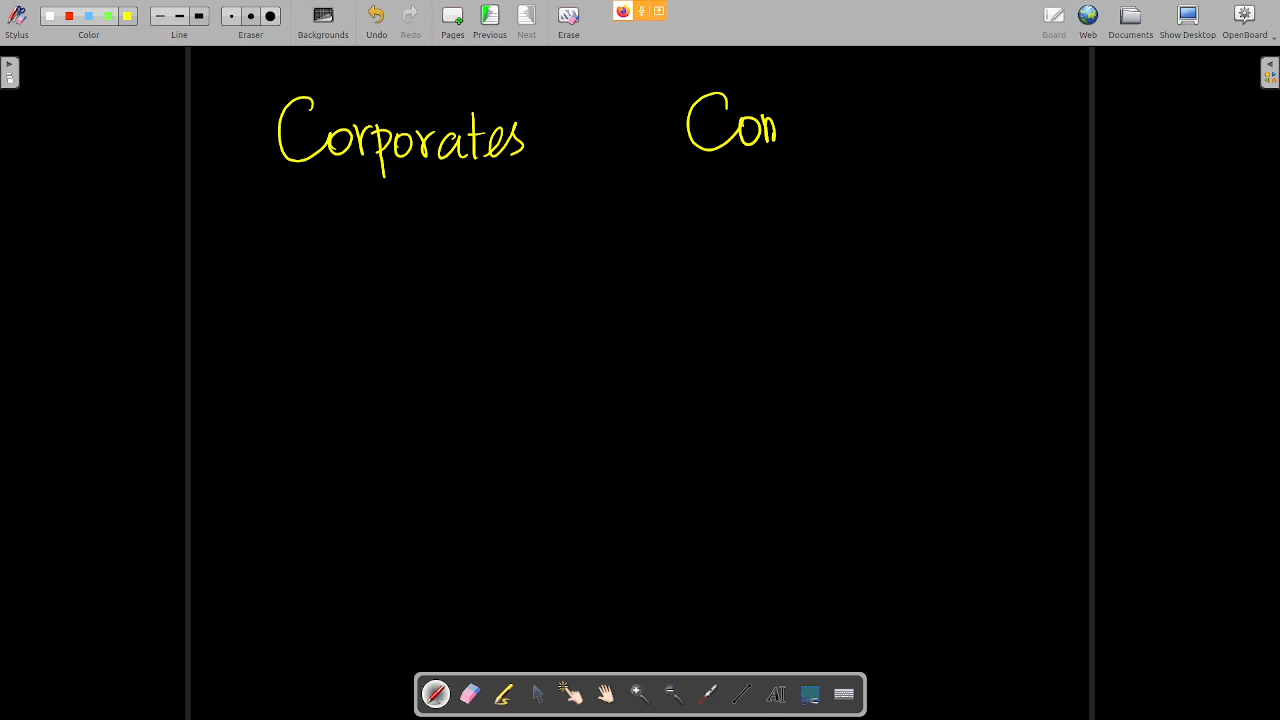 Stylus Color Line Eraser Backgrounds Undo Redo Pages Previous Next Erase Board Web Documents Show Desktop OpenBoard
Corporates Con
AI